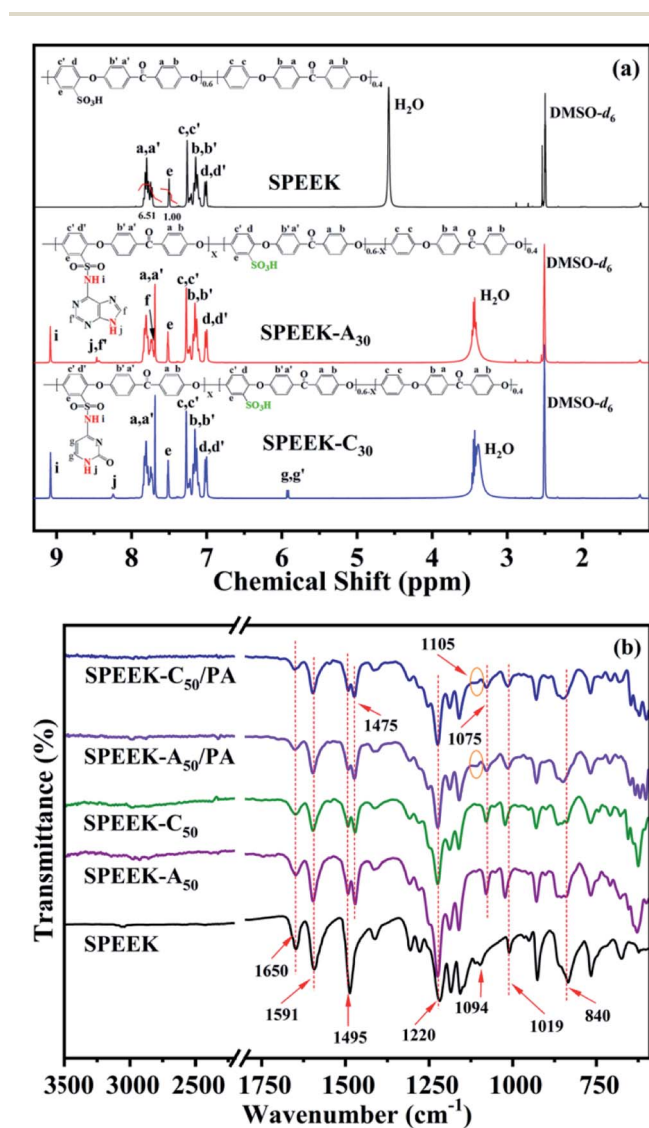 (a)
c' d b' a' O a' a b c c b a O a b
O C O 0.6 O C O 0.4
e SO₃H
H₂O
DMSO-d₆
a,a' c,c' b,b' e d,d'
6.51 1.00
SPEEK
c' d' b' a' O a b c' d b' a' O a b c c b a O a b
O C O X O C O 0.6-X O C O 0.4
e O S O e SO₃H
NH i
N N f
f' N N H j
a,a' f c,c' b,b' e d,d'
i j,f'
H₂O
SPEEK-A₃₀
c' d' b' a' O a b c' d b' a' O a b c c b a O a b
O C O X O C O 0.6-X O C O 0.4
e O S O e SO₃H
NH i
g N
g NH j O
a,a' c,c' b,b' e d,d'
i j g,g'
H₂O
DMSO-d₆
SPEEK-C₃₀
9 8 7 6 5 4 3 2
Chemical Shift (ppm)
(b)
SPEEK-C₅₀/PA
1105
1475
1075
SPEEK-A₅₀/PA
SPEEK-C₅₀
SPEEK-A₅₀
SPEEK
1650
1591
1495
1220
1094
1019
840
Transmittance (%)
3500 2500 1750 1500 1250 1000 750
Wavenumber (cm⁻¹)